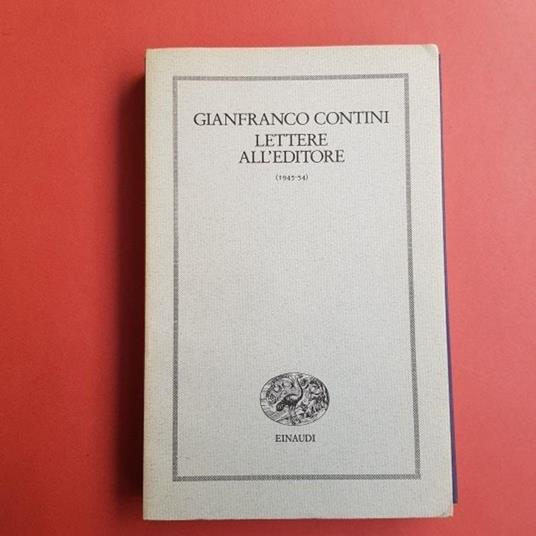 GIANFRANCO CONTINI
LETTERE
ALL'EDITORE
(1945-54)
EINAUDI